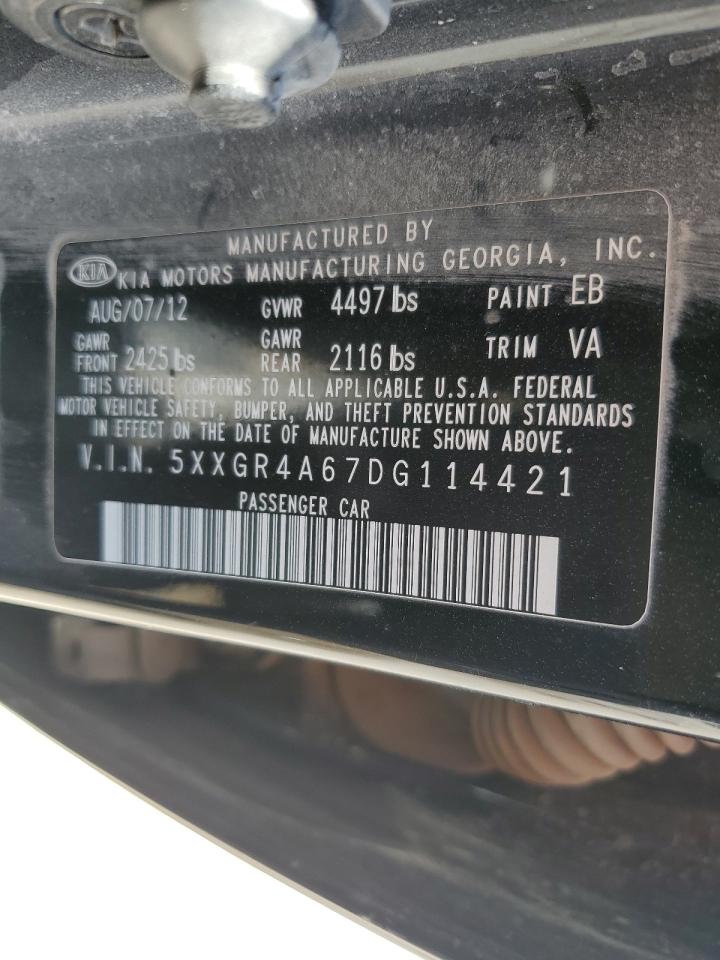 MANUFACTURED BY
KIA KIA MOTORS MANUFACTURING GEORGIA, INC.
AUG/07/12 GVWR 4497 lbs PAINT EB
GAWR FRONT 2425 lbs GAWR REAR 2116 lbs TRIM VA
THIS VEHICLE CONFORMS TO ALL APPLICABLE U.S.A. FEDERAL
MOTOR VEHICLE SAFETY, BUMPER, AND THEFT PREVENTION STANDARDS
IN EFFECT ON THE DATE OF MANUFACTURE SHOWN ABOVE.
V.I.N. 5XXGR4A67DG114421
PASSENGER CAR